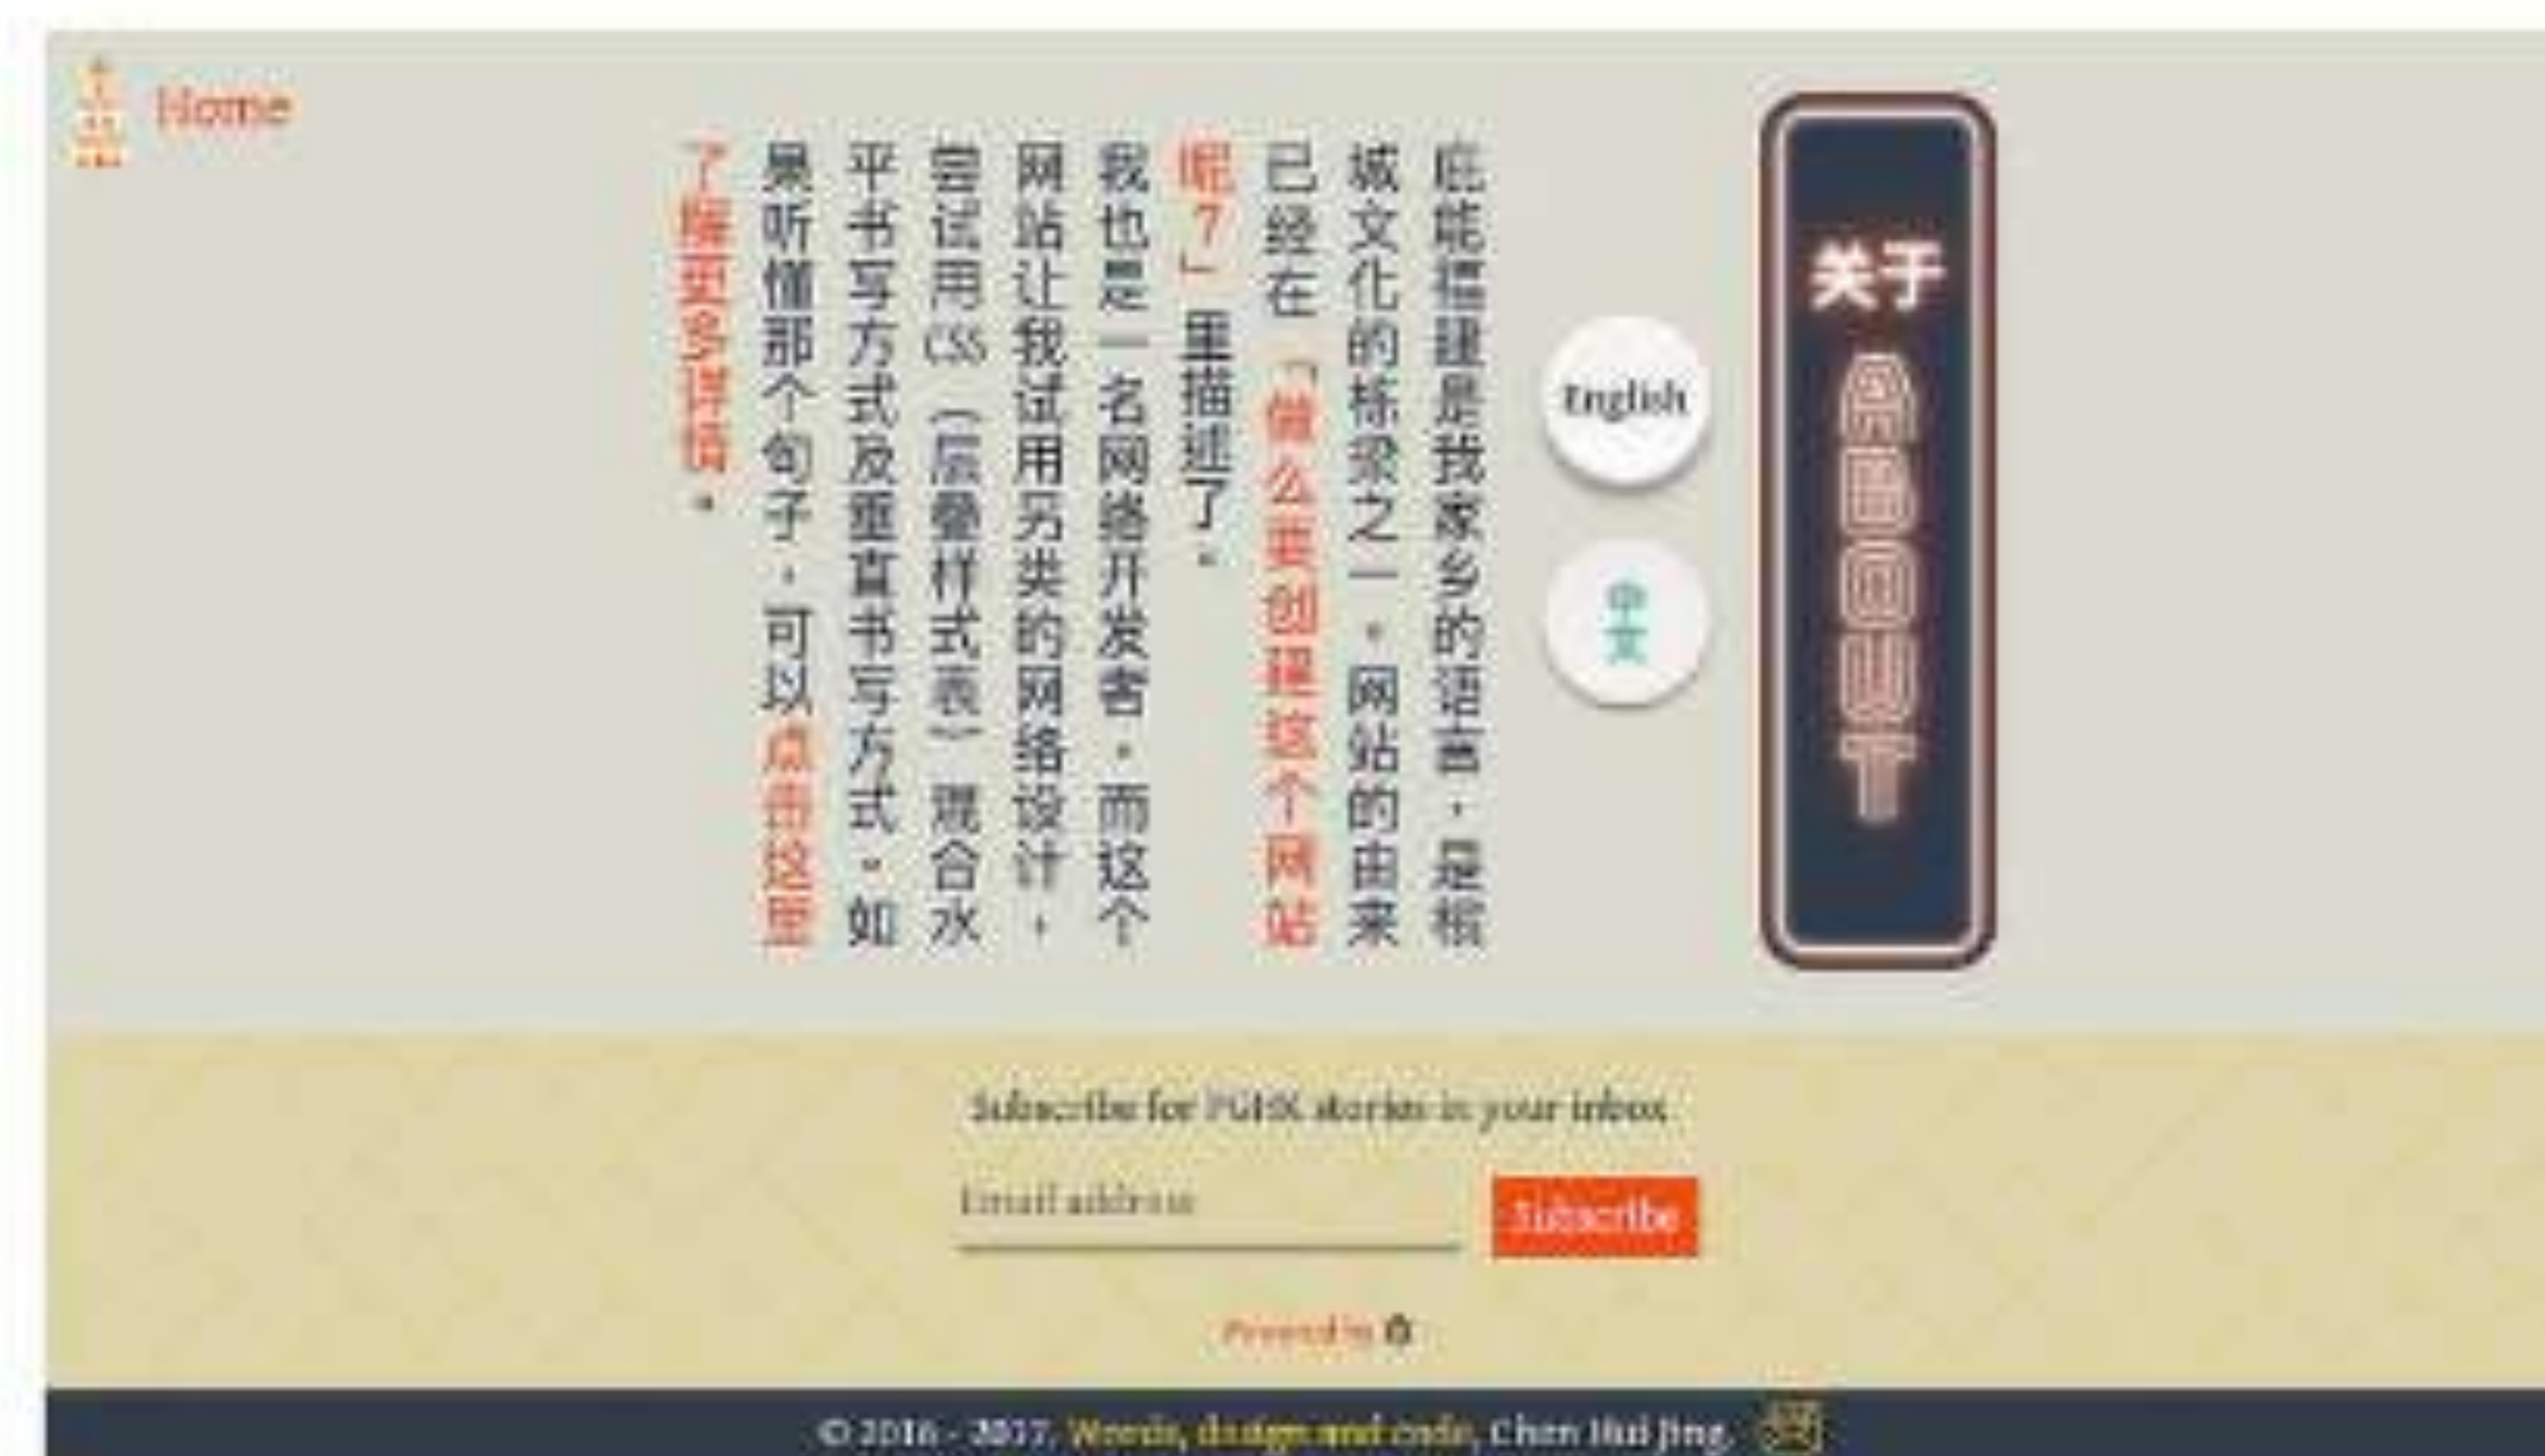 Home
关于
ABOUT
English
中文
庇能福建是我家乡的语言，是槟
城文化的栋梁之一。网站的由来
已经在「做么要创建这个网站
呢？」里描述了。
我也是一名网络开发者。而这个
网站让我试用另类的网络设计，
尝试用CSS（层叠样式表）混合水
平书写方式及垂直书写方式。如
果听懂那个句子，可以点击这里
了解更多详情。
Subscribe for PGHK stories in your inbox
Email address
Subscribe
Powered by
© 2016 - 2017. Words, design and code, Chen Hui Jing.